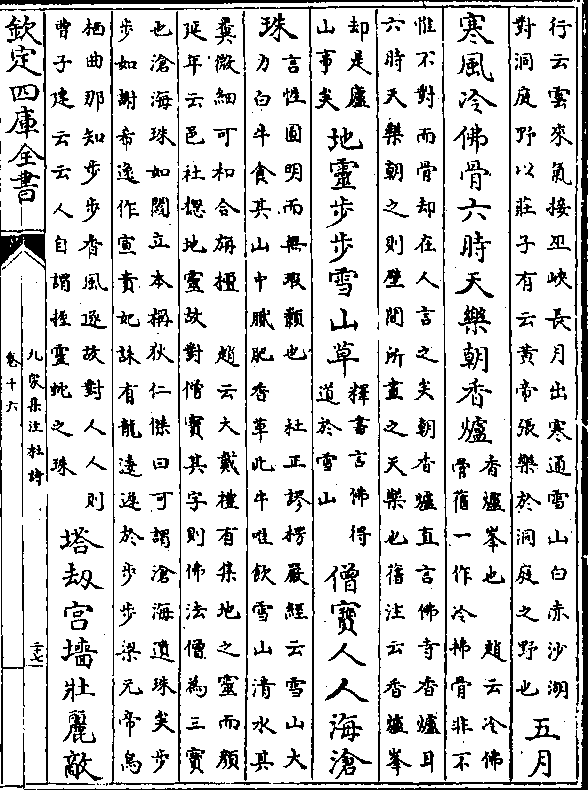 行云雲來氣接巫峽長月出寒通雪山白赤沙湖
對洞庭野以莊子有云黃帝張樂於洞庭之野也
五月
寒風冷佛骨六時天樂朝香爐
香爐峯也 趙云冷佛
骨舊一作冷拂骨非不
惟不對而骨却在人言之矣朝香爐直言佛寺香爐耳
六時天樂朝之則壁間所畫之天樂也舊注云香爐峯
却是廬
山事矣
地靈步步雪山草
釋書言佛得
道於雪山
僧寶人人海滄
珠
言性圓明而無瑕纇也 杜正謬楞嚴經云雪山大
力白牛食其山中膩肥香草此牛唯飲雪山清水其
糞微細可和合旃檀 趙云大戴禮有集地之靈而顏
延年云邑社摠地靈故對僧寶其字則佛法僧為三寶
也滄海珠如閻立本稱狄仁傑曰可謂滄海遺珠矣步
步如謝希逸作宣貴妃誄有龍逶迤於步步梁元帝烏
栖曲那知步步香風逐故對人人則
曹子建云云人自謂握靈蛇之珠
塔劫宮墻壯麗敵
欽定四庫全書
九家集注杜詩
卷十六
二十七